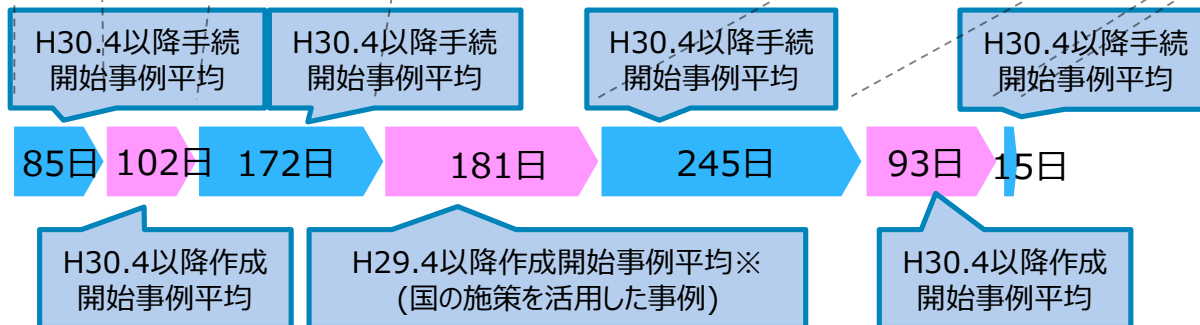 H30.4以降手続
開始事例平均
H30.4以降手続
開始事例平均
H30.4以降手続
開始事例平均
H30.4以降手続
開始事例平均
85日
102日
172日
181日
245日
93日
15日
H30.4以降作成
開始事例平均
H29.4以降作成開始事例平均※
(国の施策を活用した事例)
H30.4以降作成
開始事例平均